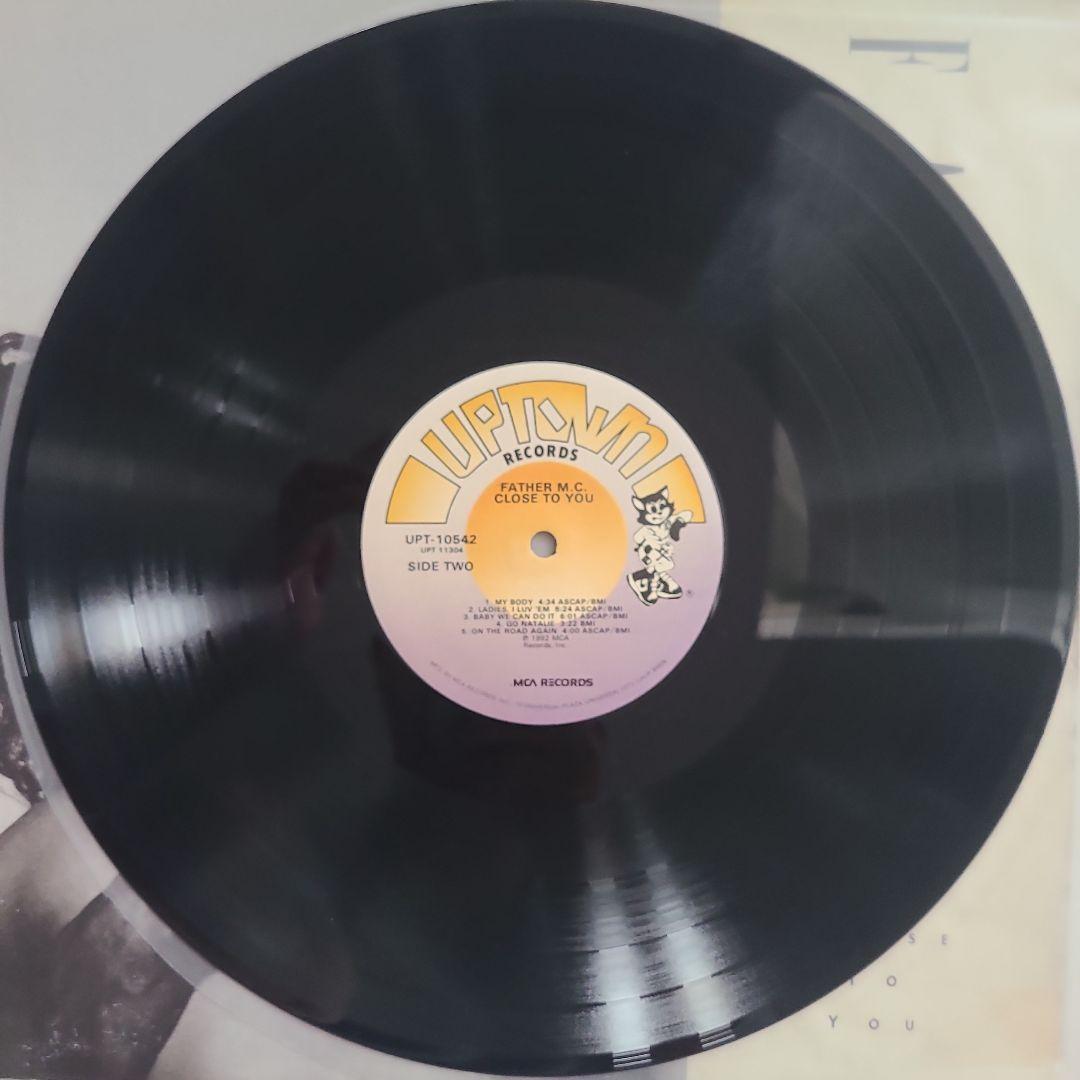 UPTOWN
RECORDS
FATHER M.C.
CLOSE TO YOU
UPT-10542
UPT 11304
SIDE TWO
1. MY BODY 4:34 ASCAP/BMI
2. LADIES, I LUV 'EM 5:24 ASCAP/BMI
3. BABY WE CAN DO IT 6:01 ASCAP/BMI
4. GO NATALIE 3:22 BMI
5. ON THE ROAD AGAIN 4:00 ASCAP/BMI
℗ 1992 MCA
Records, Inc.
®
MCA RECORDS
F
SE
TO
YOU